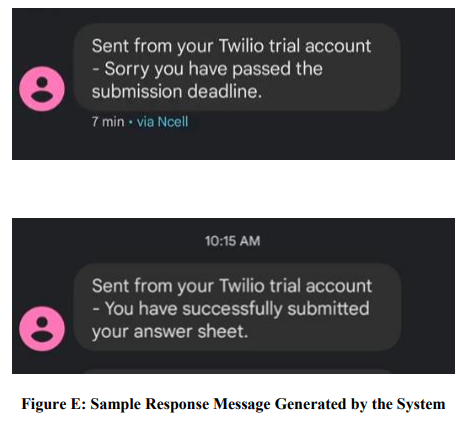 Sent from your Twilio trial account
- Sorry you have passed the
submission deadline.
7 min • via Ncell
10:15 AM
Sent from your Twilio trial account
- You have successfully submitted
your answer sheet.
Figure E: Sample Response Message Generated by the System